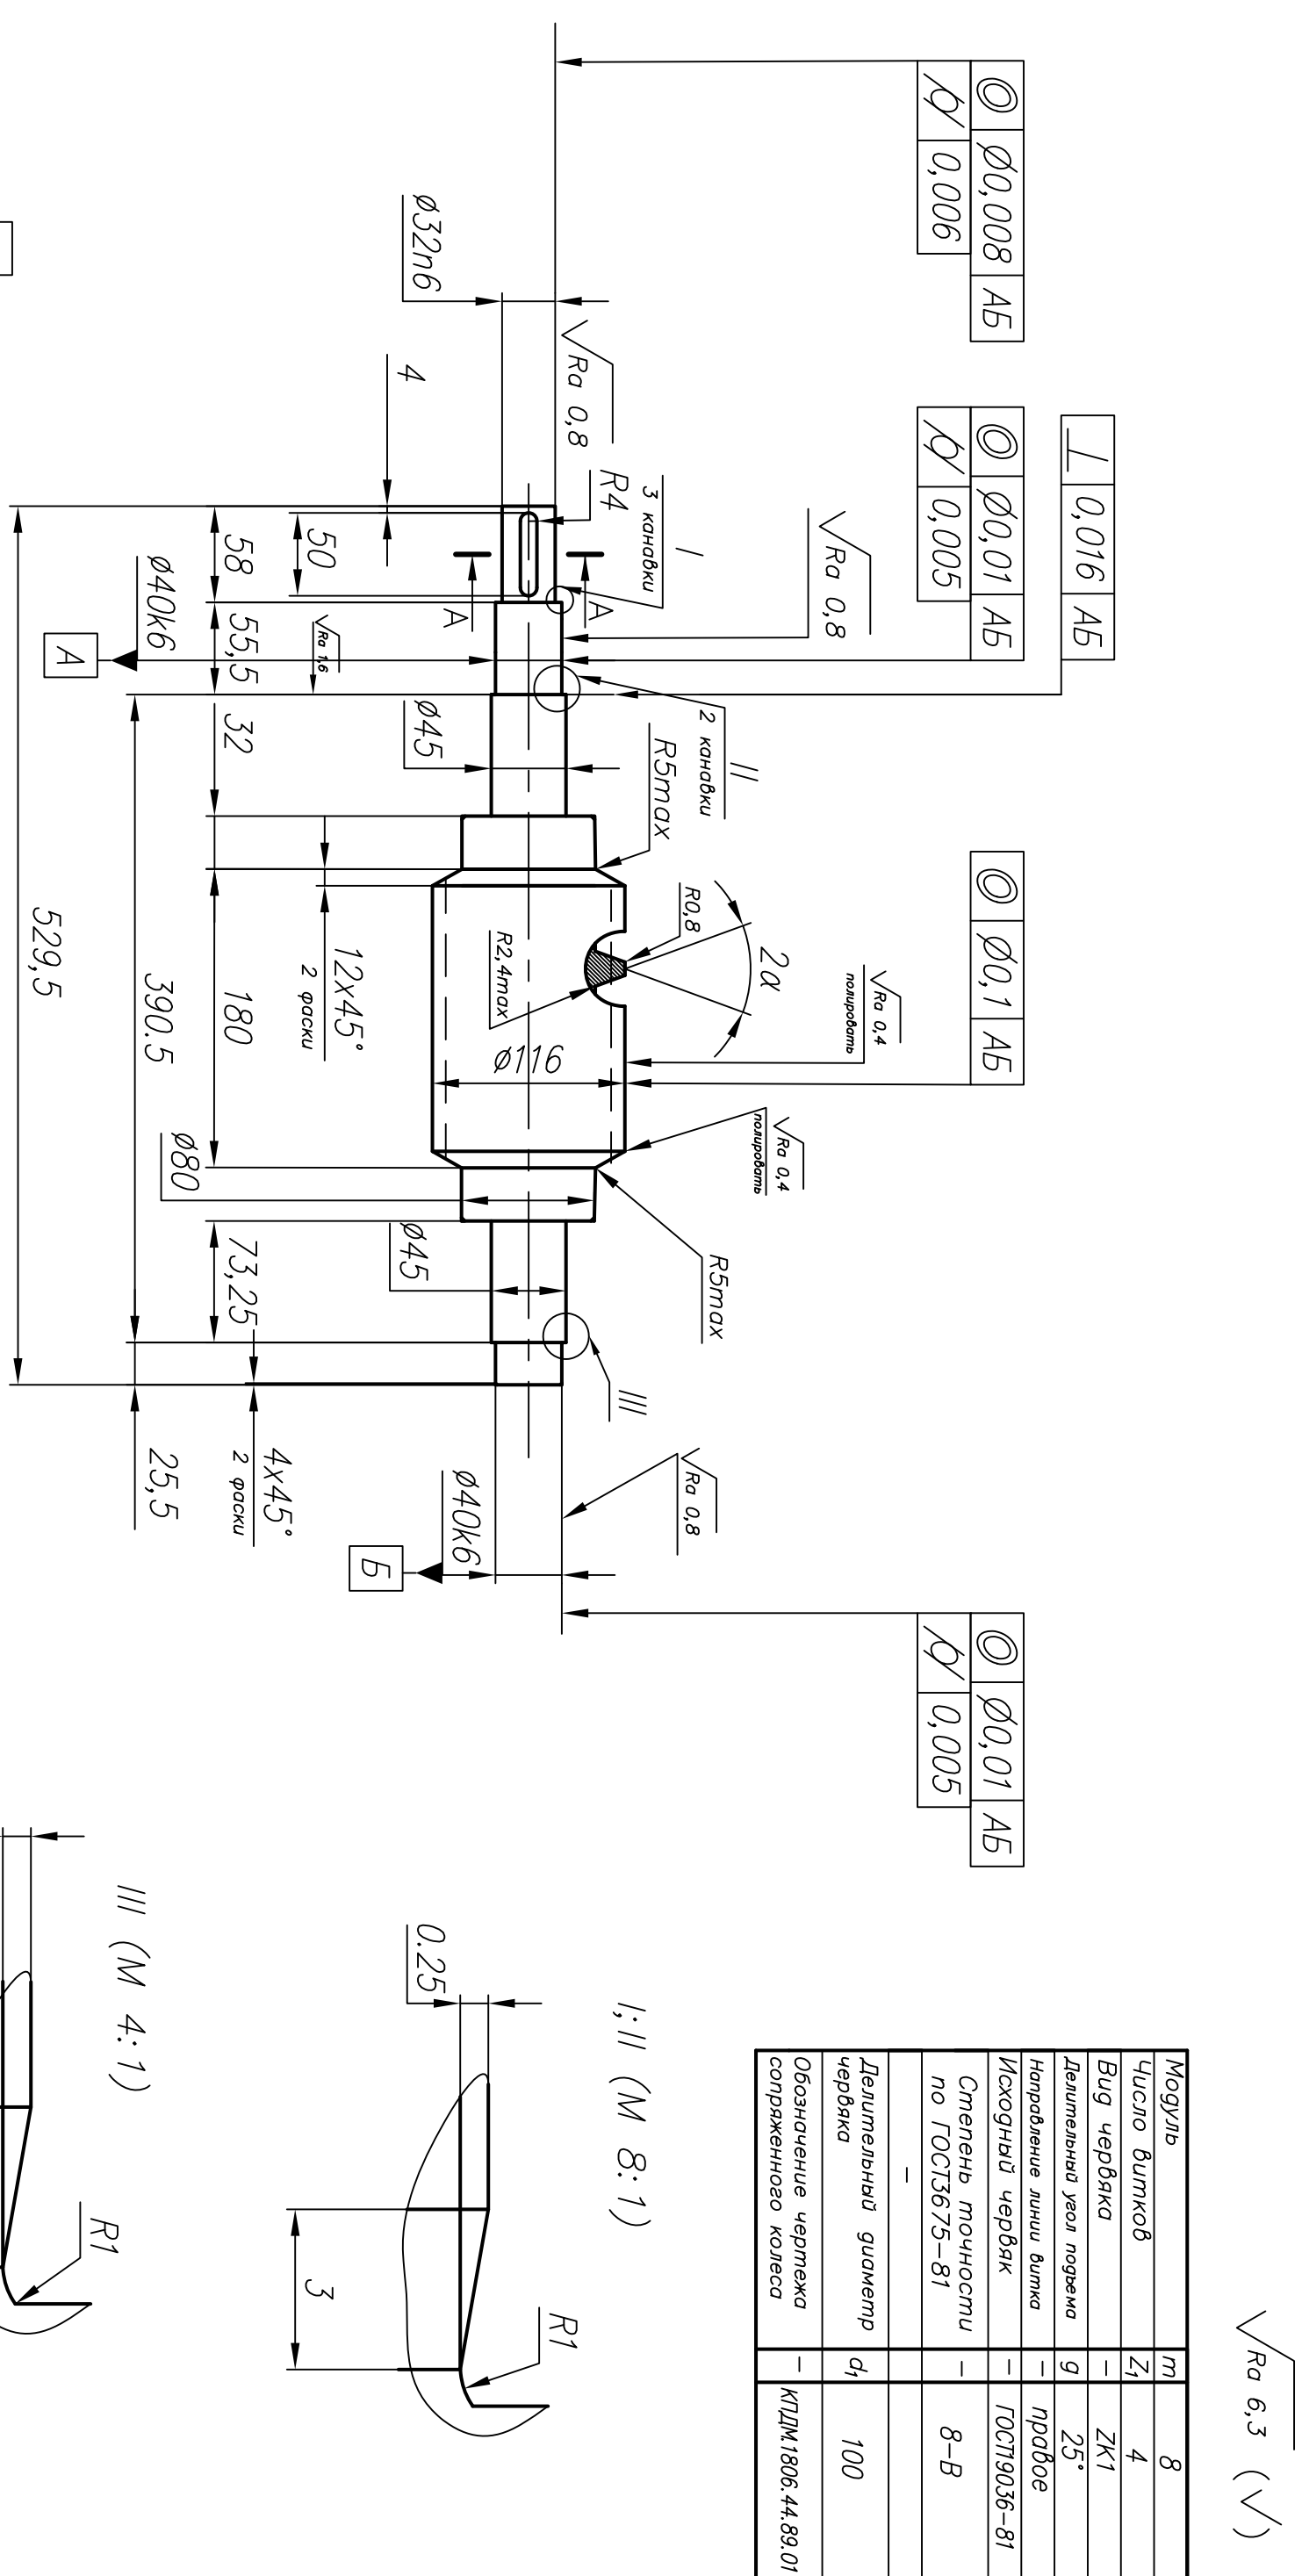 √Ra 6,3 (√)
⊥ 0,016 АБ
◎ Ø0,008 АБ
⌭ 0,006
◎ Ø0,01 АБ
⌭ 0,005
◎ Ø0,1 АБ
◎ Ø0,01 АБ
⌭ 0,005
Ra 0,8
Ra 0,4
полировать
Ra 0,4
полировать
2α
I
3 канавки
II
2 канавки
R5max
R5max
R0,8
R2,4max
III
Ra 0,8
Ra 0,8
R4
А
А
ø32n6
4
50
58
55,5
32
Ra 1,6
ø40k6
А
ø45
12x45°
2 фаски
180
ø116
ø80
ø45
73,25
390.5
529,5
4x45°
2 фаски
25,5
ø40k6
Б
Модуль m 8
Число витков Z₁ 4
Вид червяка – ZK1
Делительный угол подъема g 25°
Направление линии витка – правое
Исходный червяк – ГОСТ19036-81
Степень точности
по ГОСТ3675-81 – 8-В
–
Делительный диаметр
червяка d₁ 100
Обозначение чертежа
сопряженного колеса – КПДМ.1806.44.89.01
I;II (М 8:1)
0.25
3
R1
III (М 4:1)
R1